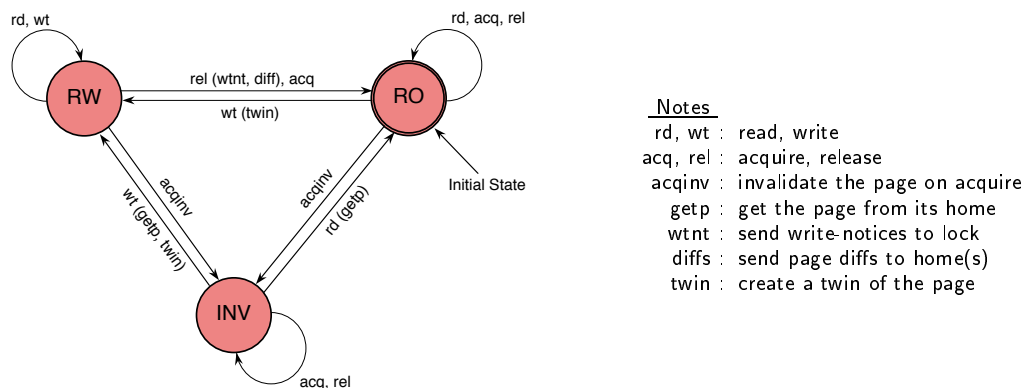 rd, wt
rd, acq, rel
RW
rel (wtnt, diff), acq
wt (twin)
RO
Initial State
acqinv
wt (getp, twin)
acqinv
rd (getp)
INV
acq, rel
Notes
rd, wt : read, write
acq, rel : acquire, release
acqinv : invalidate the page on acquire
getp : get the page from its home
wtnt : send write-notices to lock
diffs : send page diffs to home(s)
twin : create a twin of the page